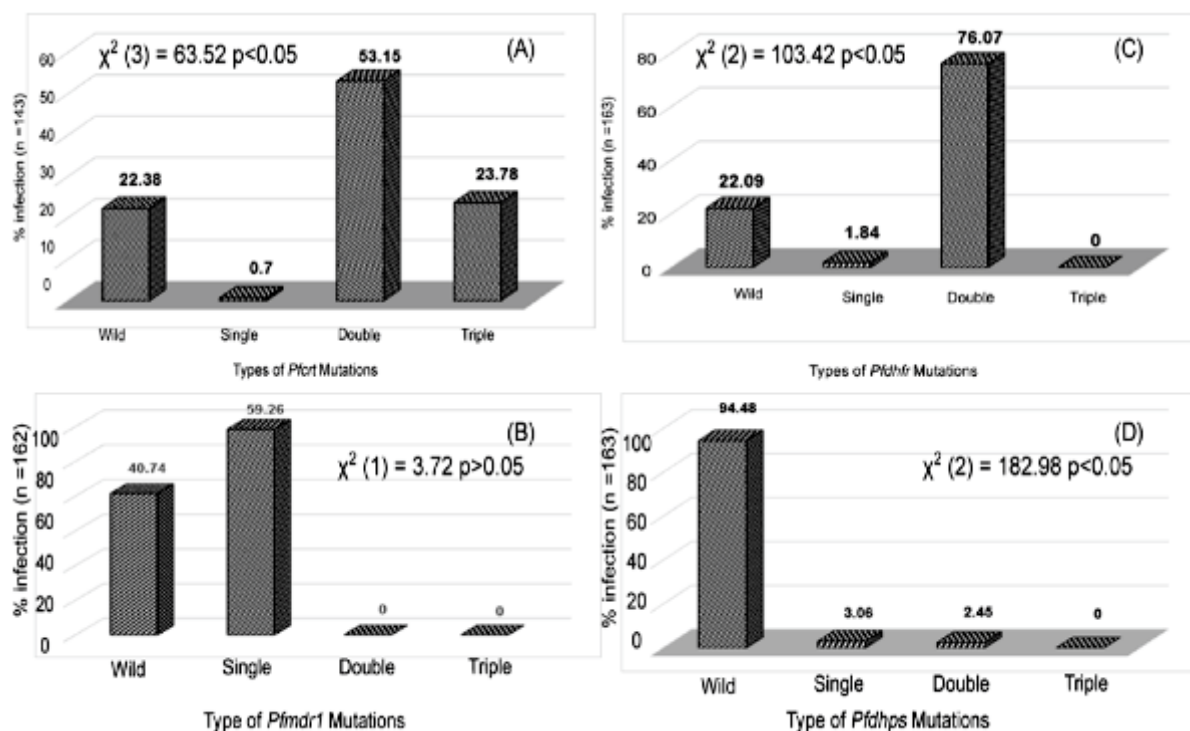 χ² (3) = 63.52 p<0.05
(A)
% infection (n =143)
60
50
40
30
20
10
0
22.38
0.7
53.15
23.78
Wild Single Double Triple
Types of Pfcrt Mutations
χ² (2) = 103.42 p<0.05
(C)
% infection (n =163)
80
60
40
20
0
22.09
1.84
76.07
0
Wild Single Double Triple
Types of Pfdhfr Mutations
(B)
χ² (1) = 3.72 p>0.05
% infection (n =162)
100
80
60
40
20
0
40.74
59.26
0
0
Wild Single Double Triple
Type of Pfmdr1 Mutations
(D)
χ² (2) = 182.98 p<0.05
% infection (n =163)
100
80
60
40
20
0
94.48
3.06
2.45
0
Wild Single Double Triple
Type of Pfdhps Mutations